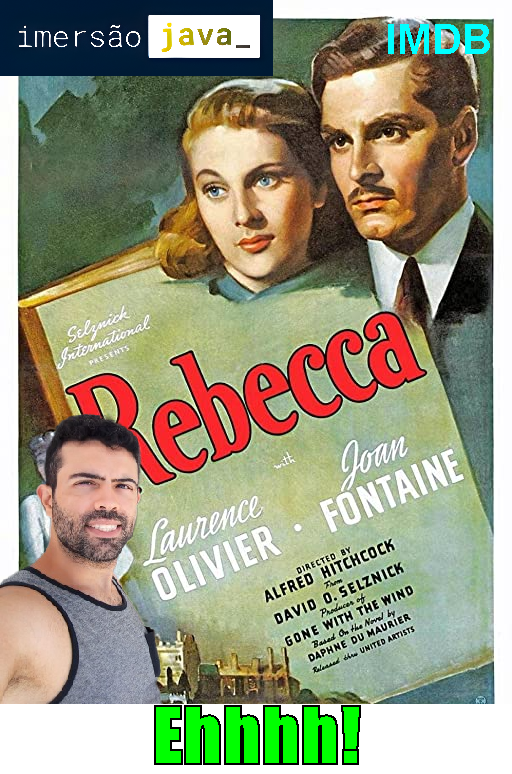 imersão java_
IMDB
Selznick
International
PRESENTS
Rebecca
with
Laurence
OLIVIER · Joan
FONTAINE
DIRECTED BY
ALFRED HITCHCOCK
From
DAVID O. SELZNICK
Producer of
GONE WITH THE WIND
Based On the Novel by
DAPHNE DU MAURIER
Released thru UNITED ARTISTS
Ehhhh!